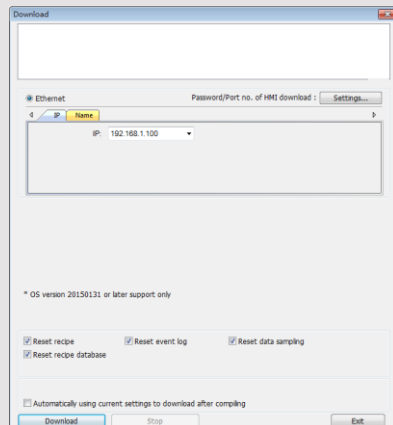 Download
Ethernet Password/Port no. of HMI download : Settings...
IP Name
IP: 192.168.1.100
* OS version 20150131 or later support only
Reset recipe Reset event log Reset data sampling
Reset recipe database
Automatically using current settings to download after compiling
Download Stop Exit